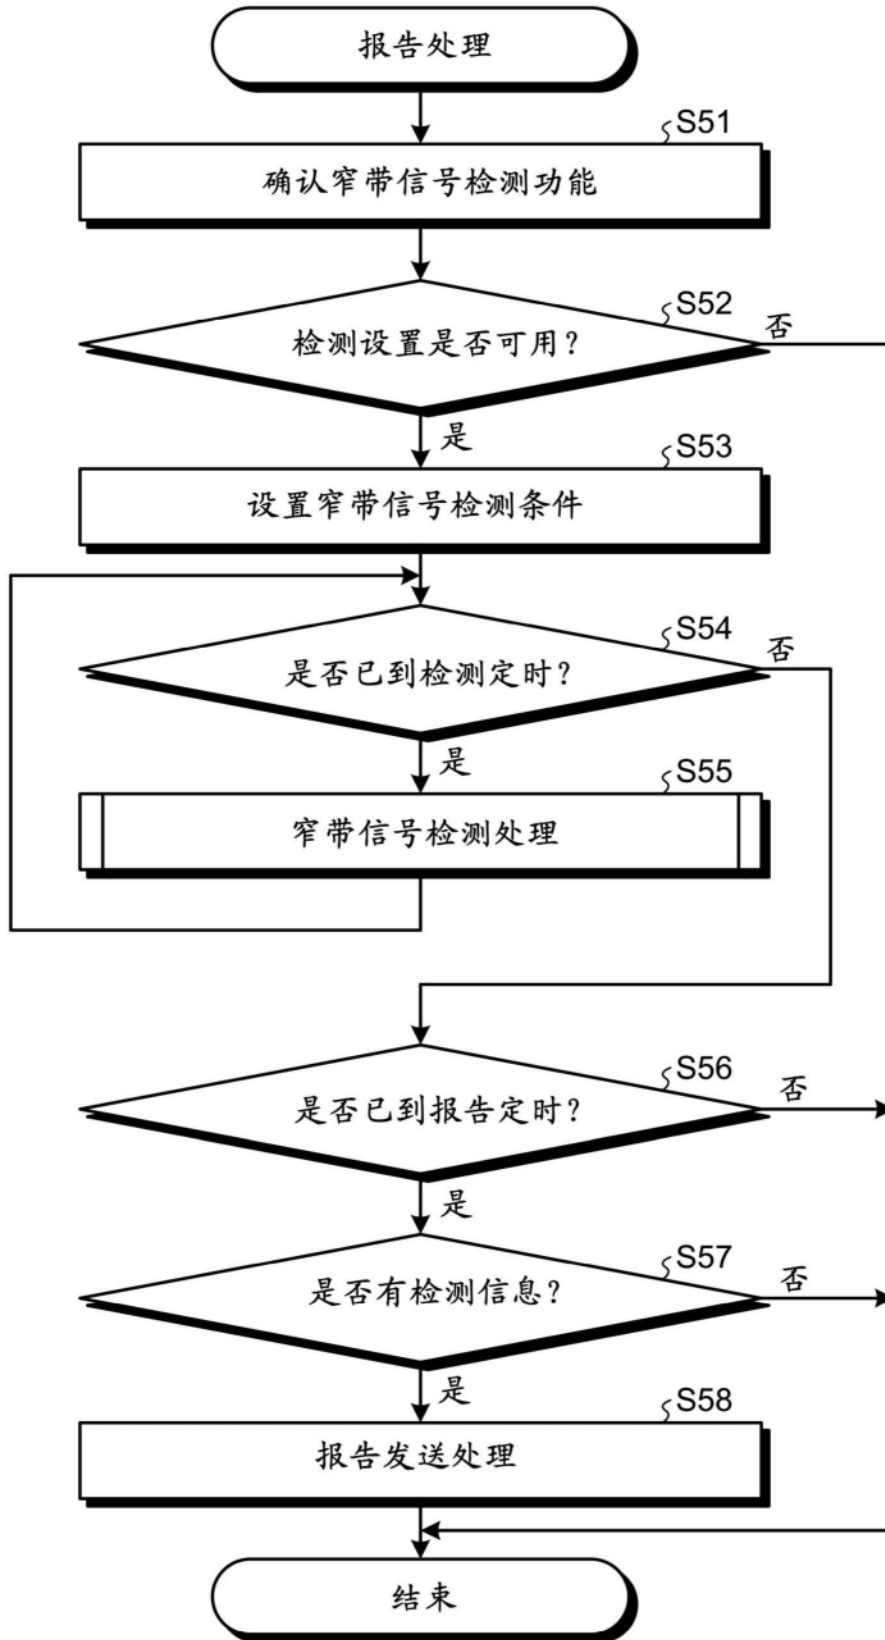 报告处理
S51
确认窄带信号检测功能
S52
检测设置是否可用？
否
是
S53
设置窄带信号检测条件
S54
是否已到检测定时？
否
是
S55
窄带信号检测处理
S56
是否已到报告定时？
否
是
S57
是否有检测信息？
否
是
S58
报告发送处理
结束